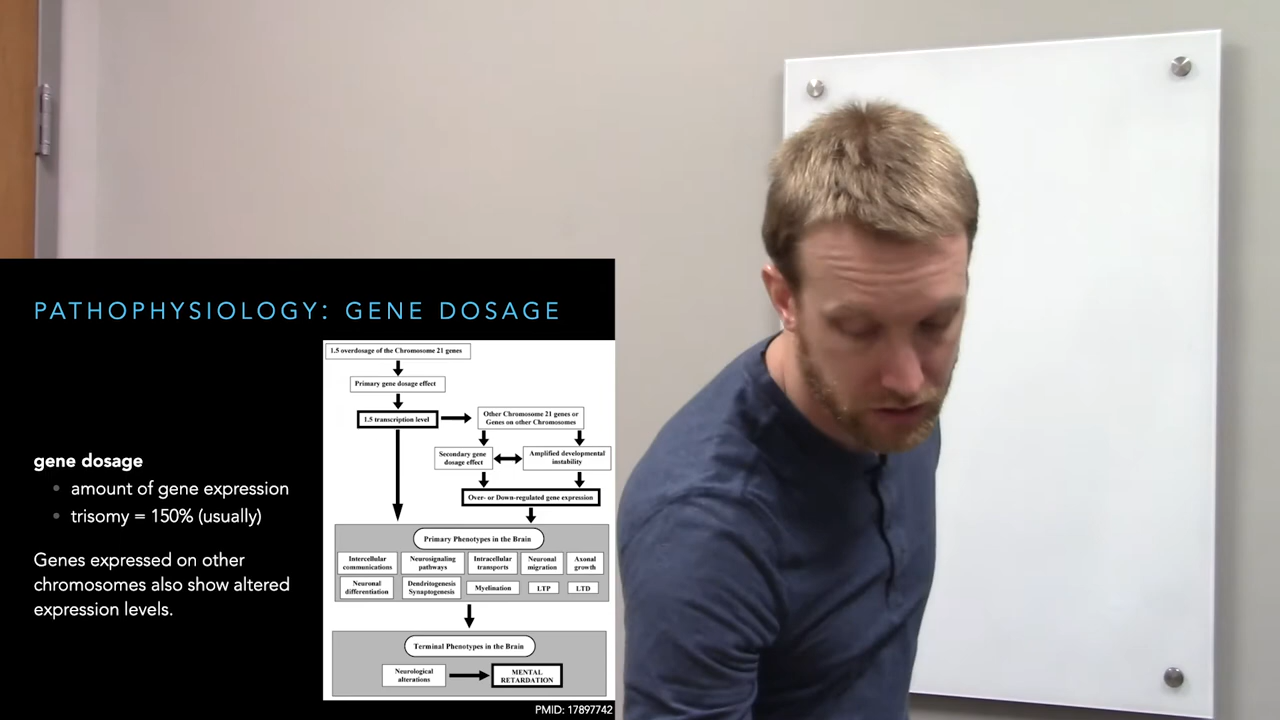 PATHOPHYSIOLOGY: GENE DOSAGE
gene dosage
amount of gene expression
trisomy = 150% (usually)
Genes expressed on other
chromosomes also show altered
expression levels.
1.5 overdosage of the Chromosome 21 genes
Primary gene dosage effect
1.5 transcription level
Other Chromosome 21 genes or
Genes on other Chromosomes
Secondary gene
dosage effect
Amplified developmental
instability
Over- or Down-regulated gene expression
Primary Phenotypes in the Brain
Intercellular
communications
Neurosignaling
pathways
Intracellular
transports
Neuronal
migration
Axonal
growth
Neuronal
differentiation
Dendritogenesis
Synaptogenesis
Myelination
LTP
LTD
Terminal Phenotypes in the Brain
Neurological
alterations
MENTAL
RETARDATION
PMID: 17897742